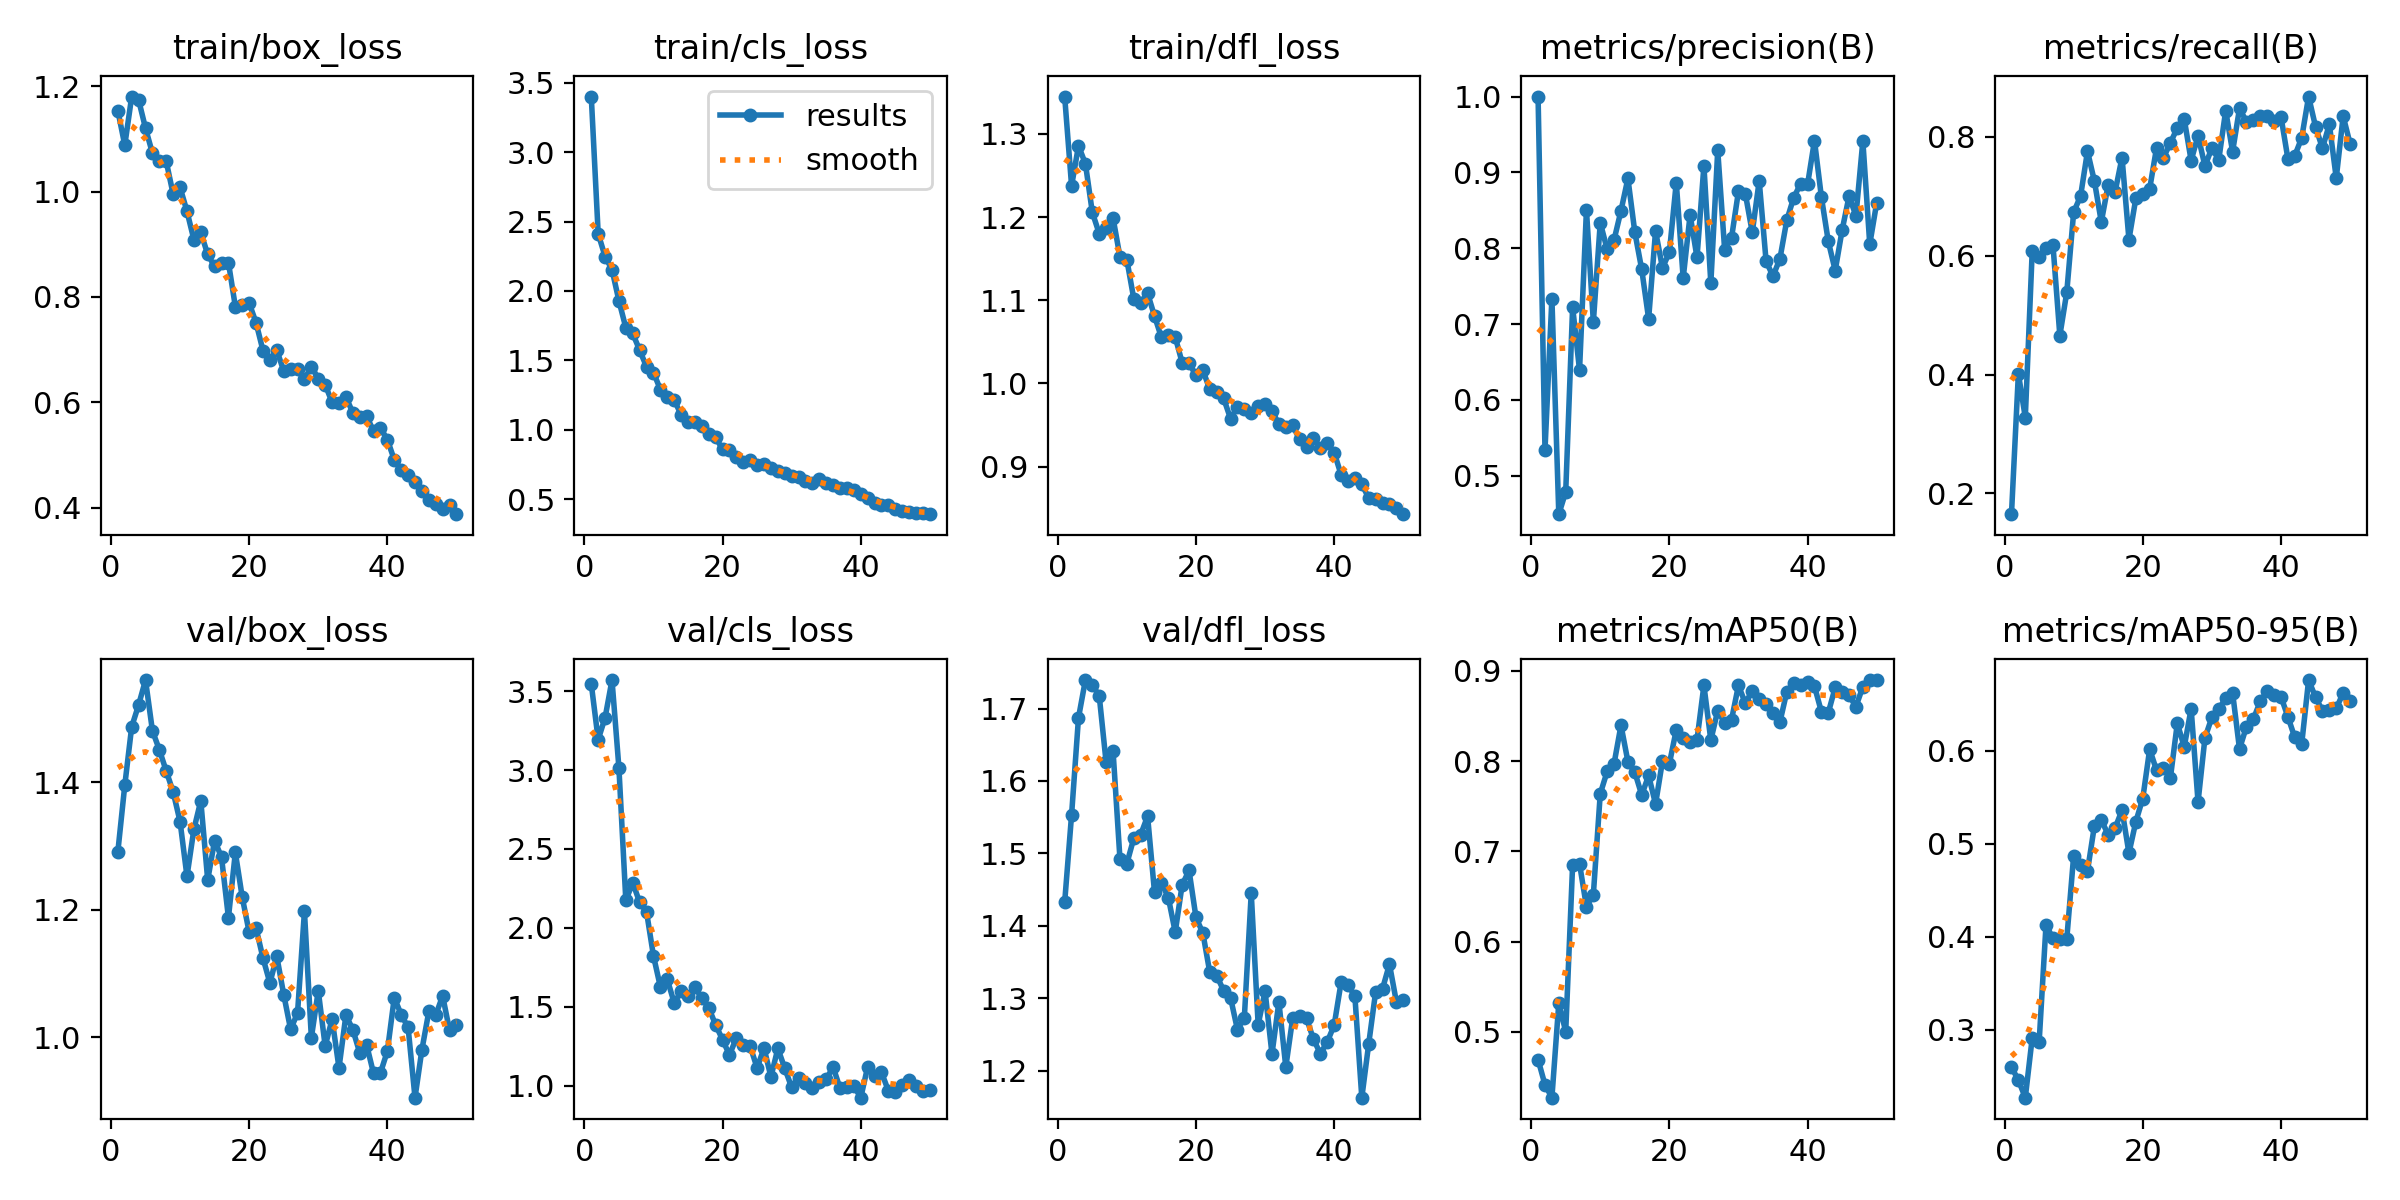 train/box_loss
1.2
1.0
0.8
0.6
0.4
0 20 40
train/cls_loss
results
smooth
3.5
3.0
2.5
2.0
1.5
1.0
0.5
0 20 40
train/dfl_loss
1.3
1.2
1.1
1.0
0.9
0 20 40
metrics/precision(B)
1.0
0.9
0.8
0.7
0.6
0.5
0 20 40
metrics/recall(B)
0.8
0.6
0.4
0.2
0 20 40
val/box_loss
1.4
1.2
1.0
0 20 40
val/cls_loss
3.5
3.0
2.5
2.0
1.5
1.0
0 20 40
val/dfl_loss
1.7
1.6
1.5
1.4
1.3
1.2
0 20 40
metrics/mAP50(B)
0.9
0.8
0.7
0.6
0.5
0 20 40
metrics/mAP50-95(B)
0.6
0.5
0.4
0.3
0 20 40